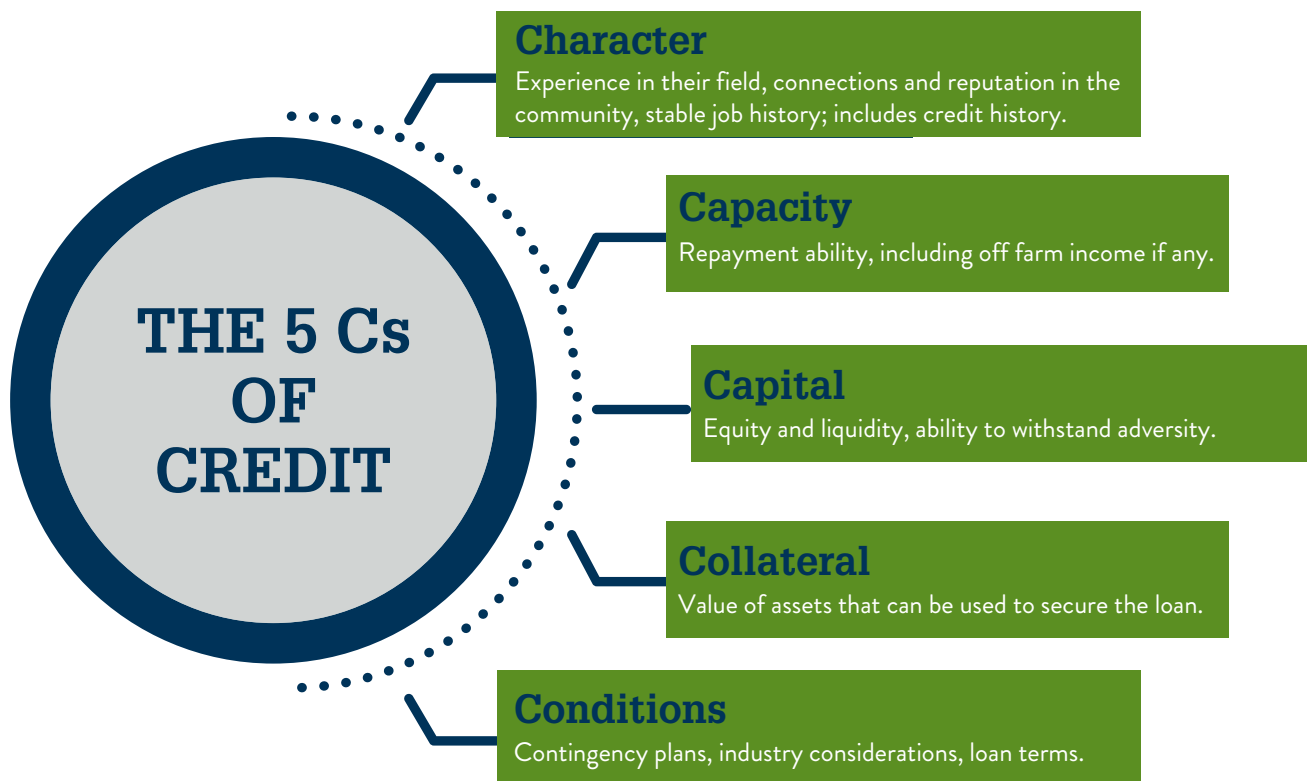 THE 5 Cs
OF
CREDIT
Character
Experience in their field, connections and reputation in the
community, stable job history; includes credit history.
Capacity
Repayment ability, including off farm income if any.
Capital
Equity and liquidity, ability to withstand adversity.
Collateral
Value of assets that can be used to secure the loan.
Conditions
Contingency plans, industry considerations, loan terms.